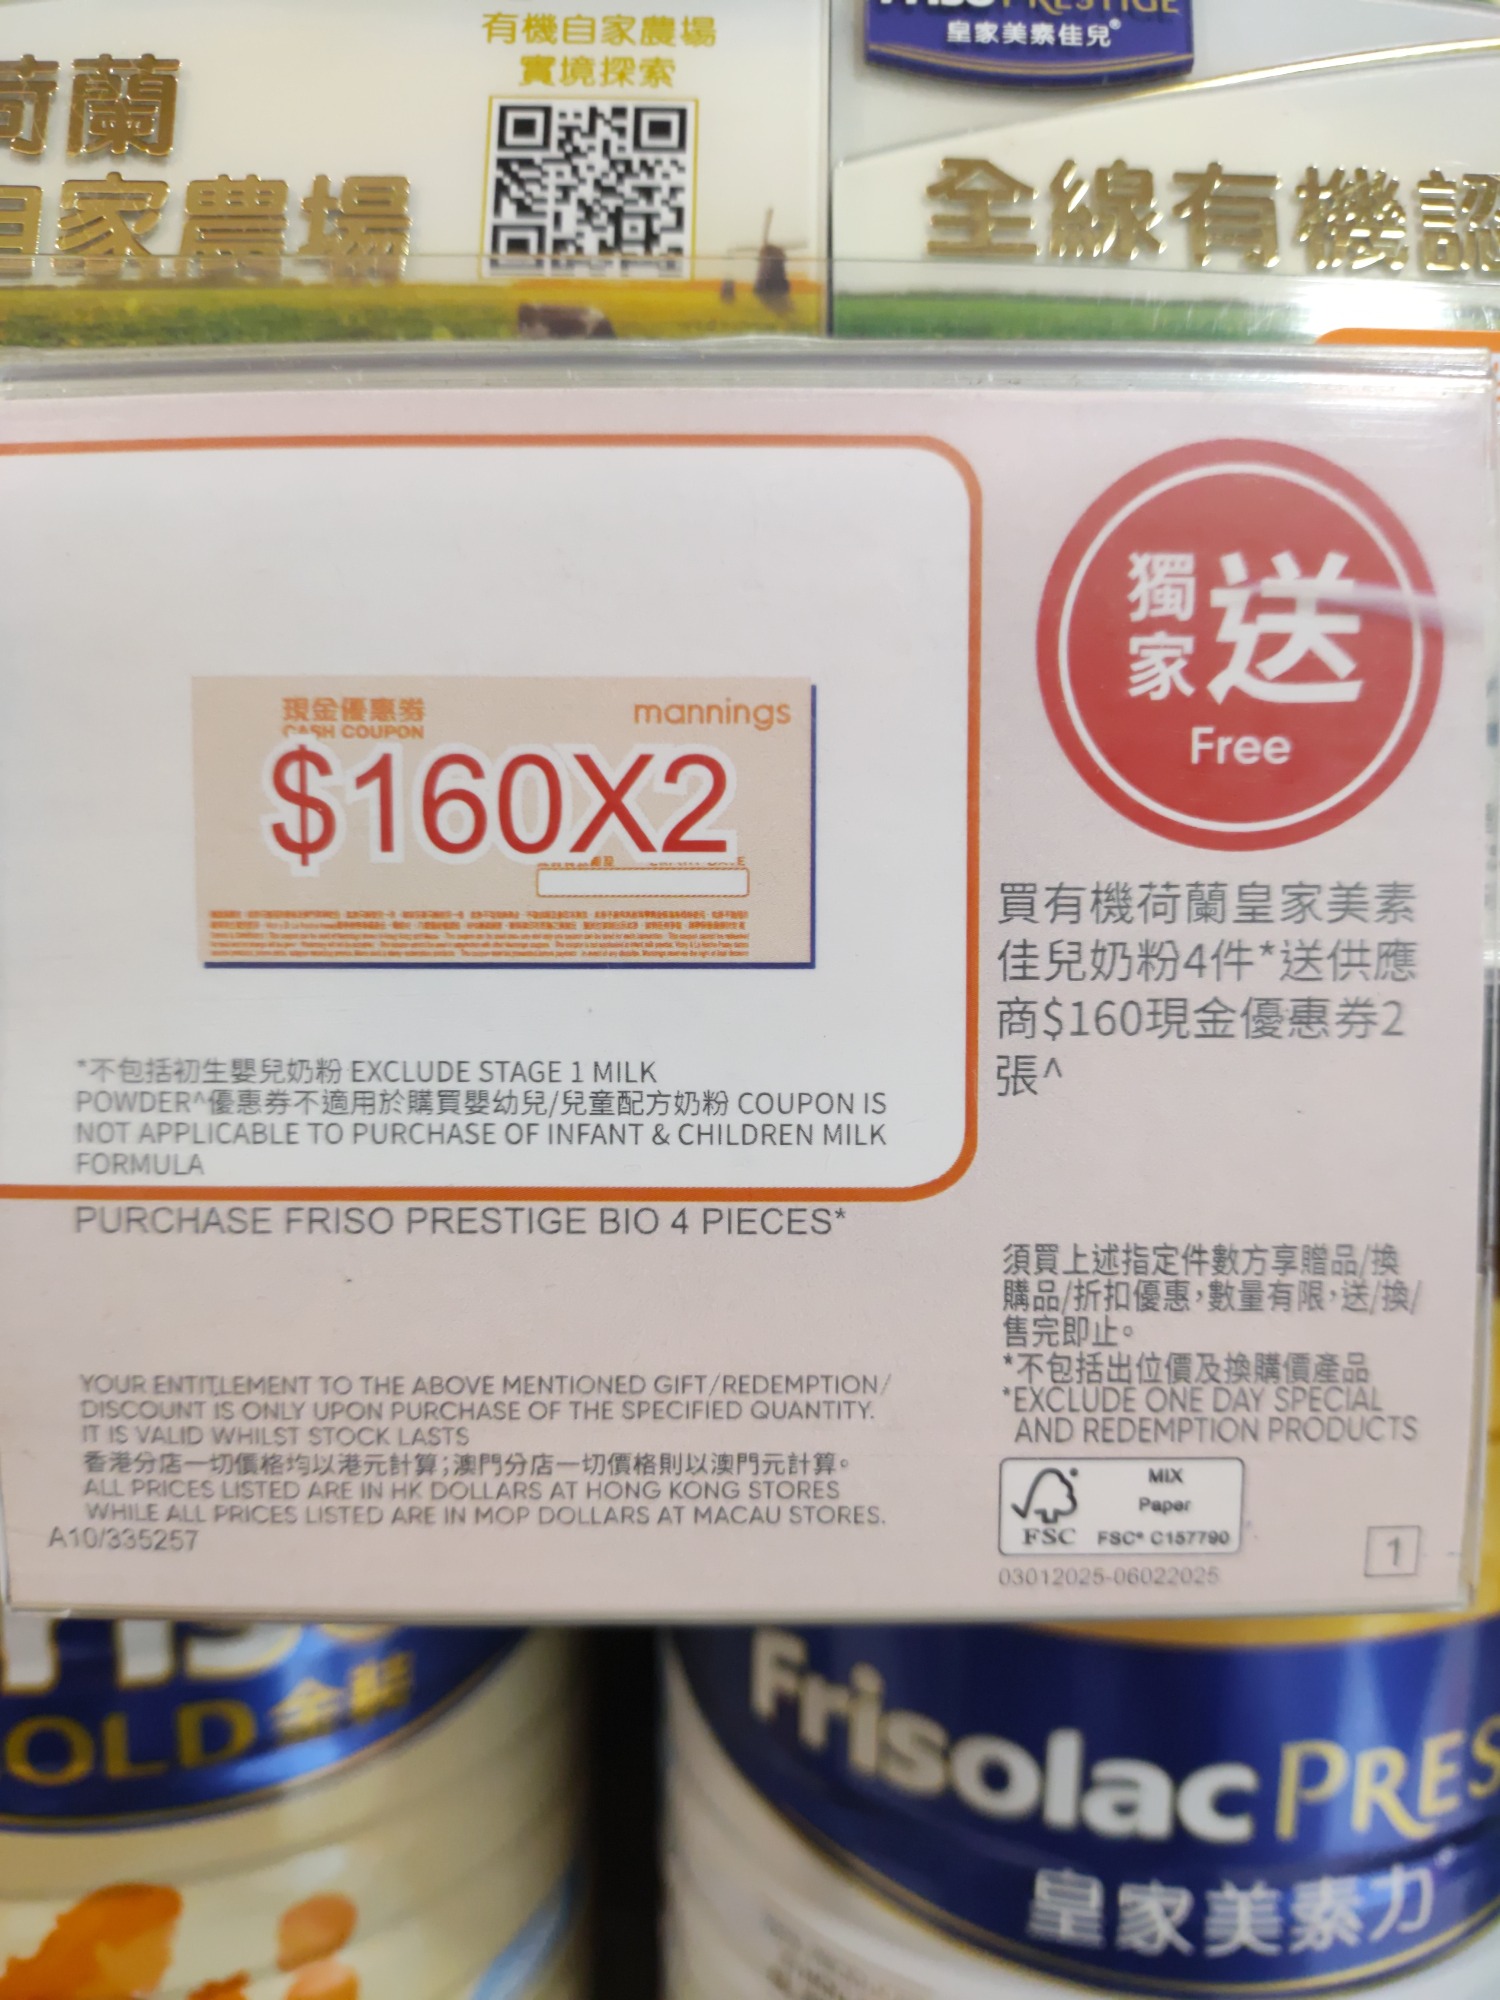 有機自家農場
實境探索
荷蘭
自家農場
PRESTIGE
皇家美素佳兒®
全線有機認
獨家送
Free
現金優惠券
CASH COUPON
mannings
$160X2
買有機荷蘭皇家美素
佳兒奶粉4件*送供應
商$160現金優惠券2
張^
*不包括初生嬰兒奶粉 EXCLUDE STAGE 1 MILK
POWDER^優惠券不適用於購買嬰幼兒/兒童配方奶粉 COUPON IS
NOT APPLICABLE TO PURCHASE OF INFANT & CHILDREN MILK
FORMULA
PURCHASE FRISO PRESTIGE BIO 4 PIECES*
須買上述指定件數方享贈品/換
購品/折扣優惠，數量有限，送/換/
售完即止。
*不包括出位價及換購價產品
*EXCLUDE ONE DAY SPECIAL
AND REDEMPTION PRODUCTS
YOUR ENTITLEMENT TO THE ABOVE MENTIONED GIFT/REDEMPTION/
DISCOUNT IS ONLY UPON PURCHASE OF THE SPECIFIED QUANTITY.
IT IS VALID WHILST STOCK LASTS
香港分店一切價格均以港元計算；澳門分店一切價格則以澳門元計算。
ALL PRICES LISTED ARE IN HK DOLLARS AT HONG KONG STORES
WHILE ALL PRICES LISTED ARE IN MOP DOLLARS AT MACAU STORES.
A10/335257
FSC
MIX
Paper
FSC® C157790
03012025-06022025
1
OLD金裝
Frisolac PRES
皇家美素力